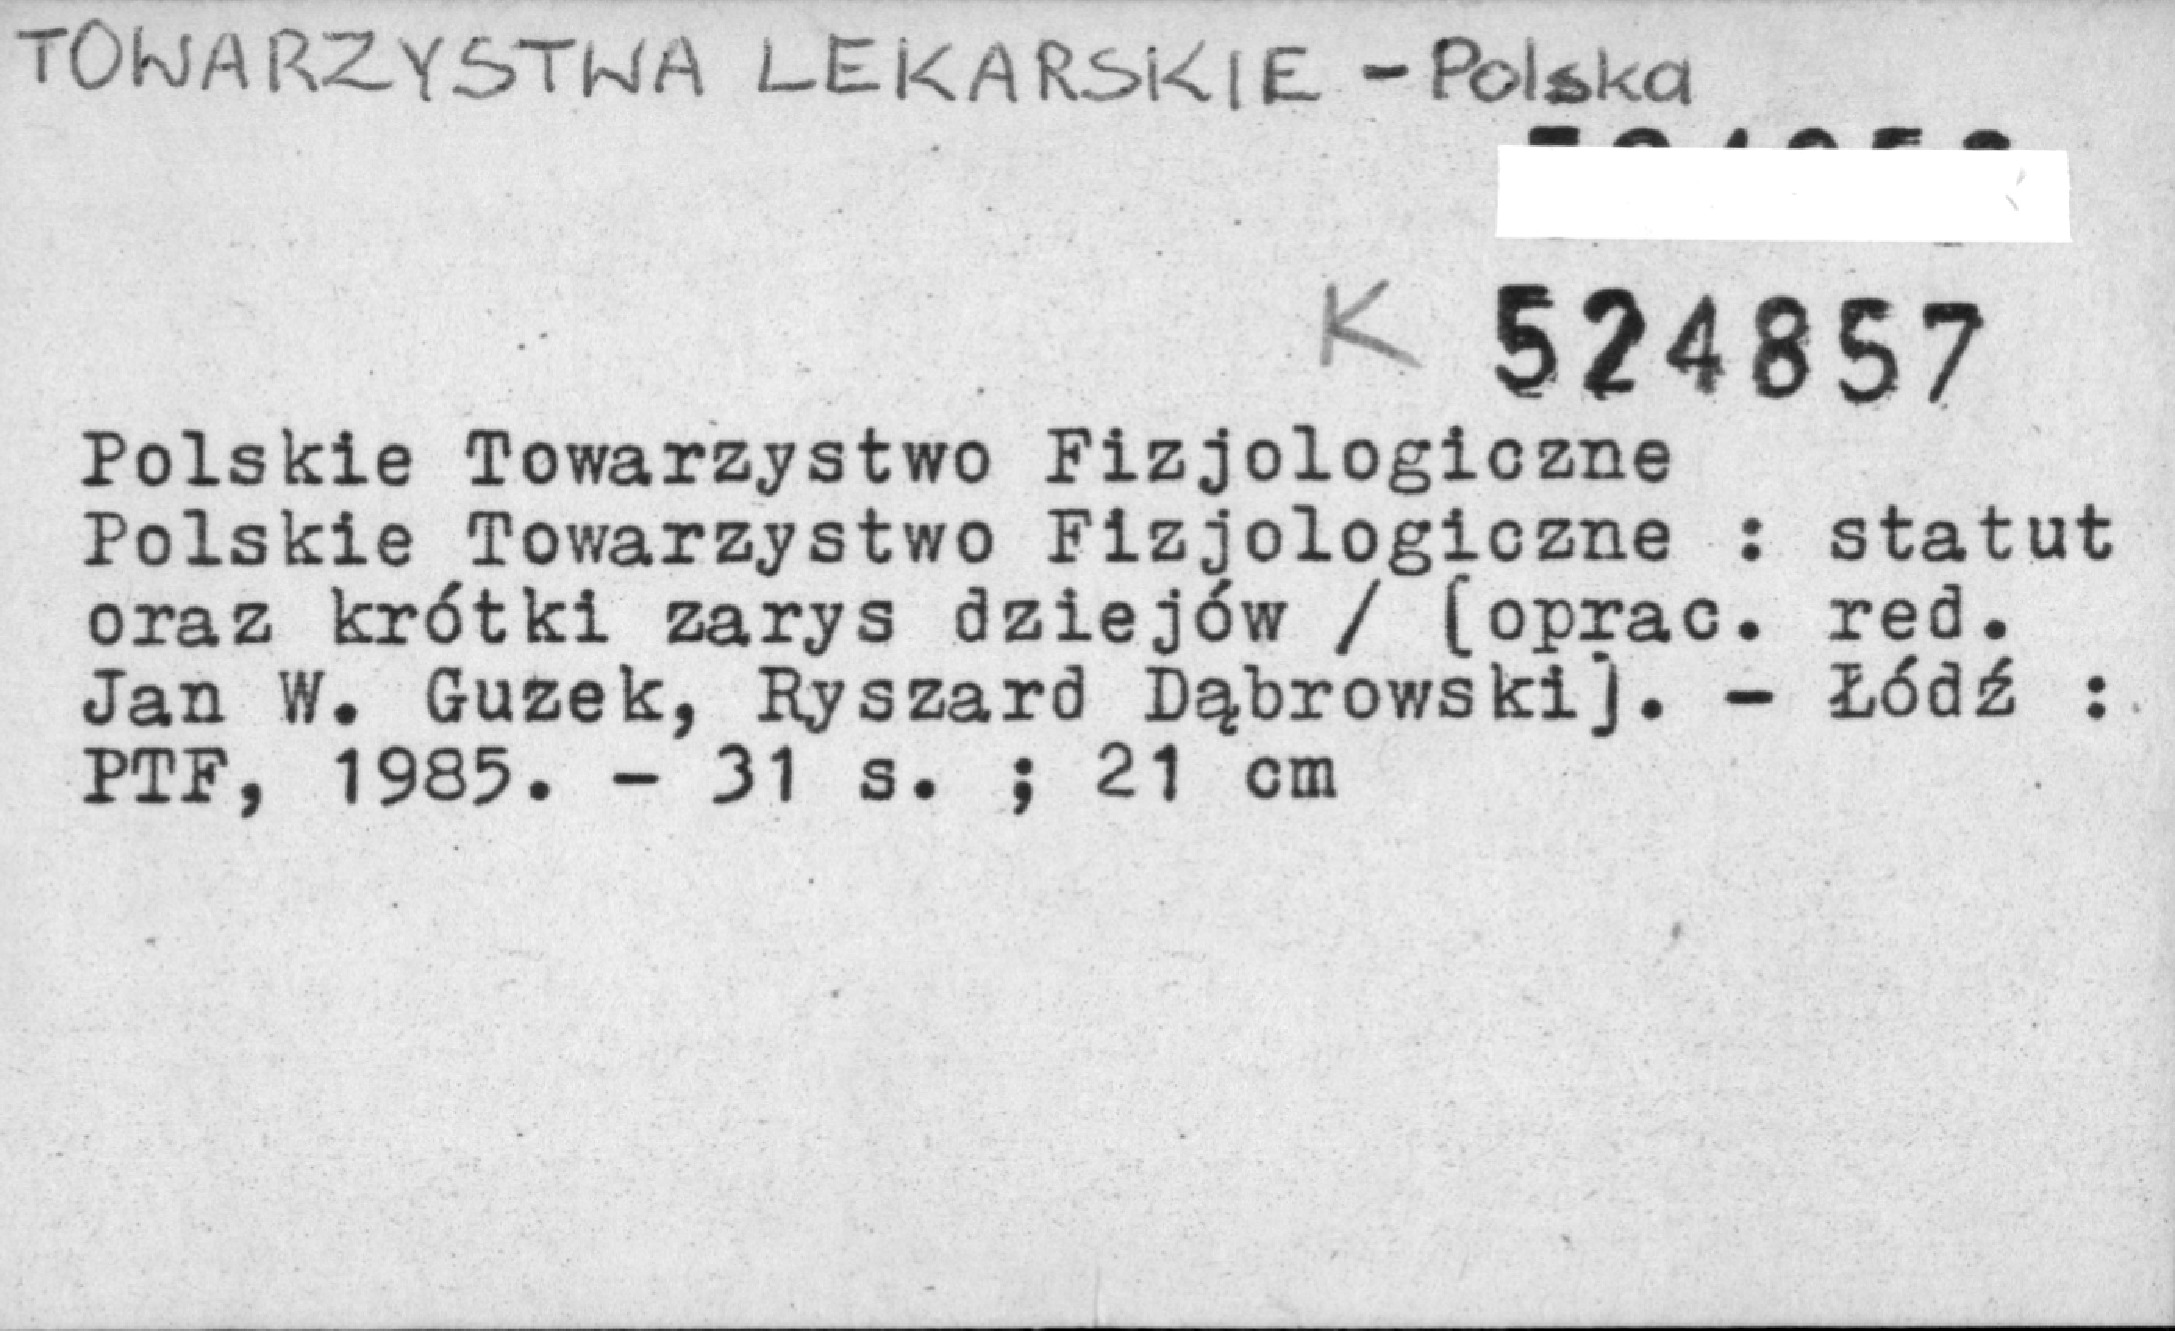 TOWARZYSTWA LEKARSKIE - Polska
K 524857
Polskie Towarzystwo Fizjologiczne
Polskie Towarzystwo Fizjologiczne : statut
oraz krótki zarys dziejów / [oprac. red.
Jan W. Guzek, Ryszard Dąbrowski]. - Łódź :
PTF, 1985. - 31 s. ; 21 cm